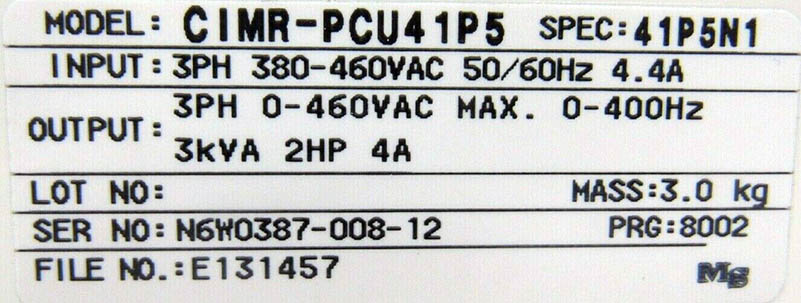 MODEL: CIMR-PCU41P5 SPEC:41P5N1
INPUT: 3PH 380-460VAC 50/60Hz 4.4A
OUTPUT: 3PH 0-460VAC MAX. 0-400Hz
3kVA 2HP 4A
LOT NO: MASS:3.0 kg
SER NO: N6W0387-008-12 PRG:8002
FILE NO.:E131457